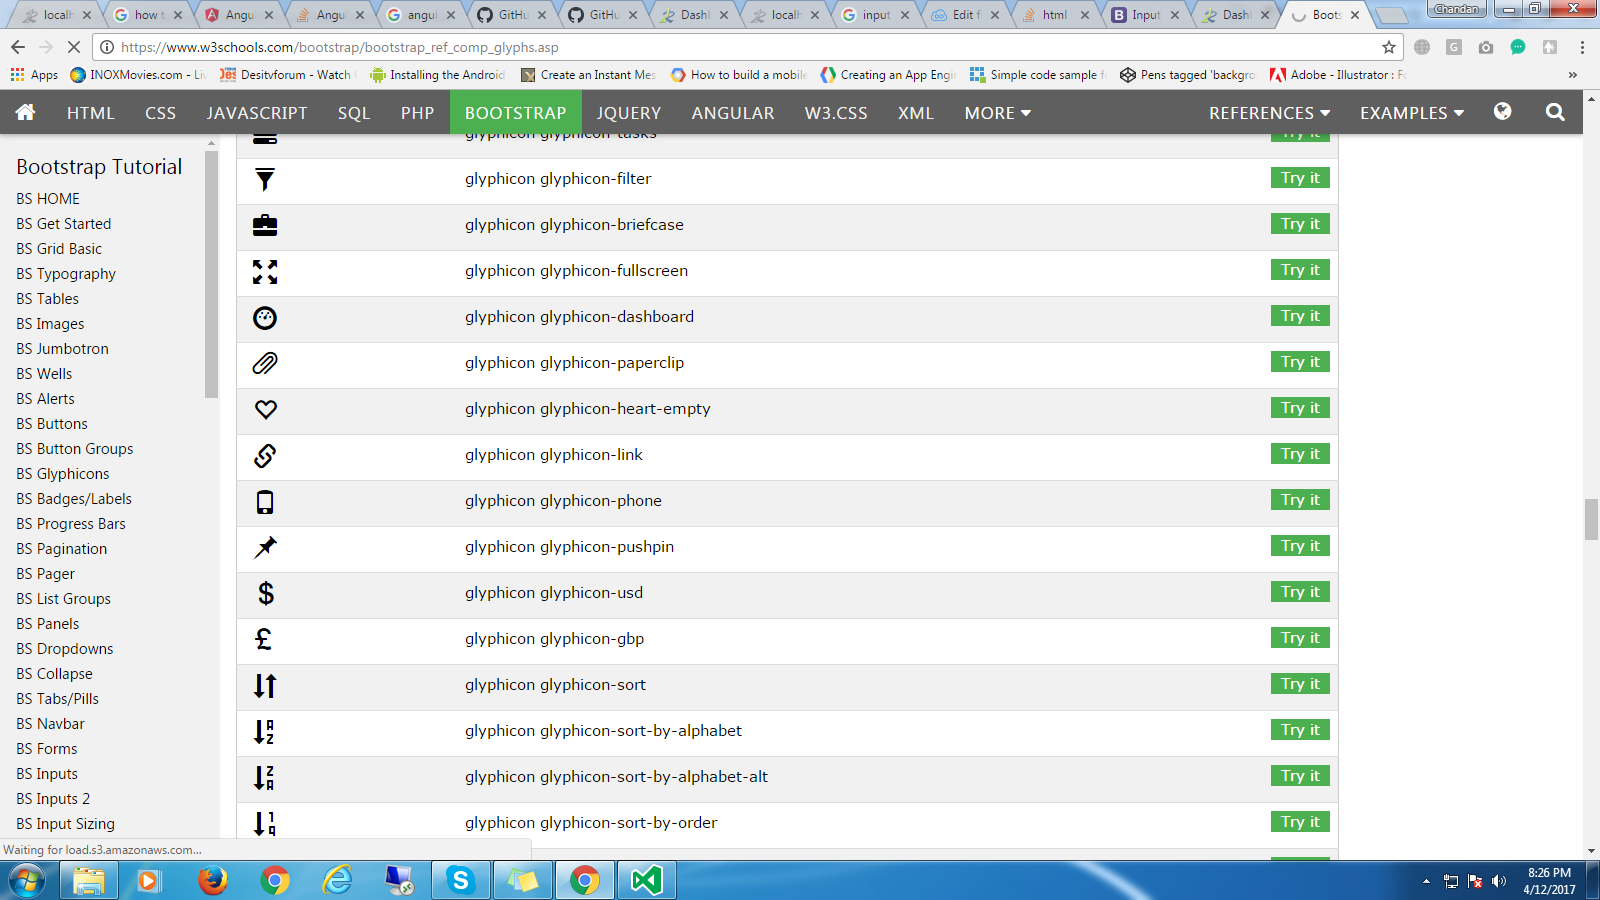 localh
how t
Angul
Angul
angul
GitHu
GitHu
Dashb
localh
input
Edit f
html
Input
Dashb
Boots
Chandan
https://www.w3schools.com/bootstrap/bootstrap_ref_comp_glyphs.asp
Apps
INOXMovies.com - Li
Desitvforum - Watch
Installing the Android
Create an Instant Mes
How to build a mobile
Creating an App Engi
Simple code sample f
Pens tagged 'backgro
Adobe - Illustrator : F
HTML
CSS
JAVASCRIPT
SQL
PHP
BOOTSTRAP
JQUERY
ANGULAR
W3.CSS
XML
MORE
REFERENCES
EXAMPLES
Bootstrap Tutorial
BS HOME
BS Get Started
BS Grid Basic
BS Typography
BS Tables
BS Images
BS Jumbotron
BS Wells
BS Alerts
BS Buttons
BS Button Groups
BS Glyphicons
BS Badges/Labels
BS Progress Bars
BS Pagination
BS Pager
BS List Groups
BS Panels
BS Dropdowns
BS Collapse
BS Tabs/Pills
BS Navbar
BS Forms
BS Inputs
BS Inputs 2
BS Input Sizing
glyphicon glyphicon-tasks
Try it
glyphicon glyphicon-filter
Try it
glyphicon glyphicon-briefcase
Try it
glyphicon glyphicon-fullscreen
Try it
glyphicon glyphicon-dashboard
Try it
glyphicon glyphicon-paperclip
Try it
glyphicon glyphicon-heart-empty
Try it
glyphicon glyphicon-link
Try it
glyphicon glyphicon-phone
Try it
glyphicon glyphicon-pushpin
Try it
$
glyphicon glyphicon-usd
Try it
£
glyphicon glyphicon-gbp
Try it
glyphicon glyphicon-sort
Try it
glyphicon glyphicon-sort-by-alphabet
Try it
glyphicon glyphicon-sort-by-alphabet-alt
Try it
glyphicon glyphicon-sort-by-order
Try it
Waiting for load.s3.amazonaws.com...
8:26 PM
4/12/2017